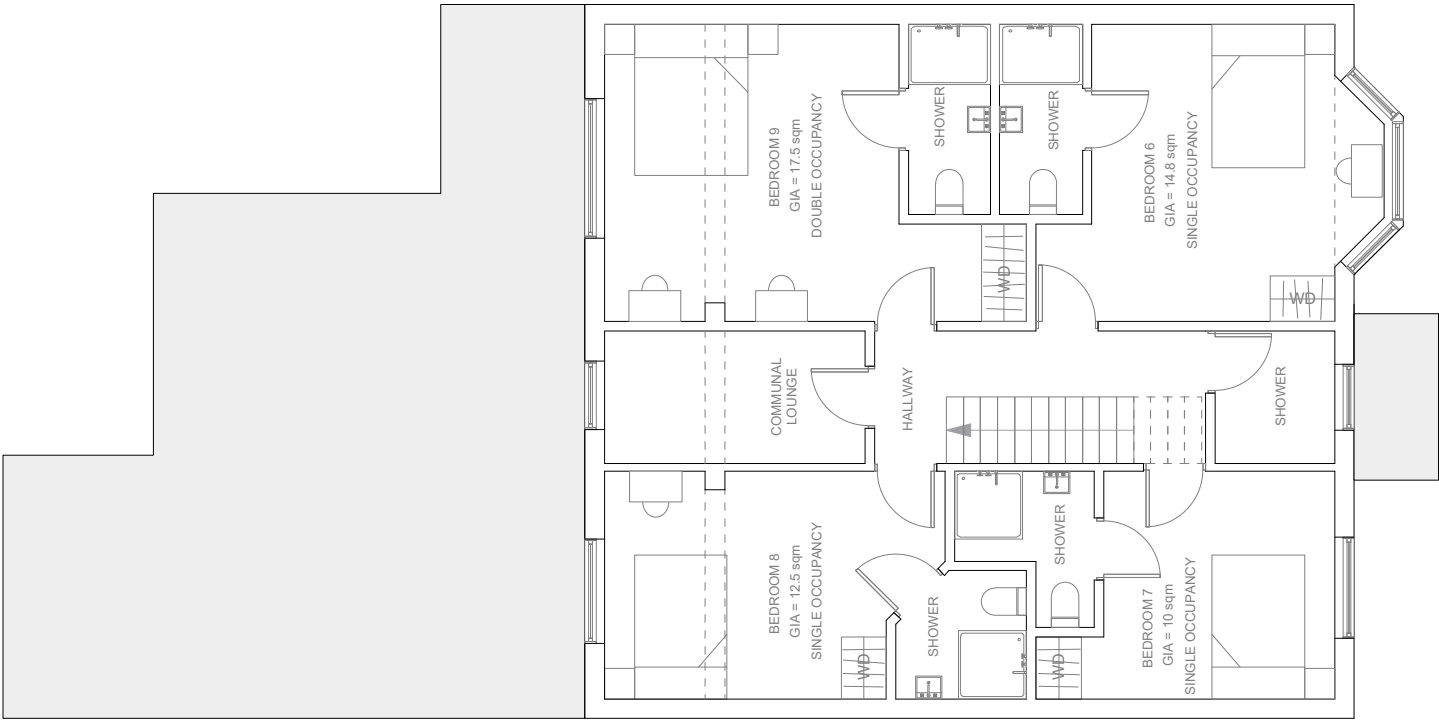 BEDROOM 9
GIA = 17.5 sqm
DOUBLE OCCUPANCY
SHOWER
SHOWER
BEDROOM 6
GIA = 14.8 sqm
SINGLE OCCUPANCY
WD
WD
COMMUNAL
LOUNGE
HALLWAY
SHOWER
BEDROOM 8
GIA = 12.5 sqm
SINGLE OCCUPANCY
WD
SHOWER
SHOWER
WD
BEDROOM 7
GIA = 10 sqm
SINGLE OCCUPANCY